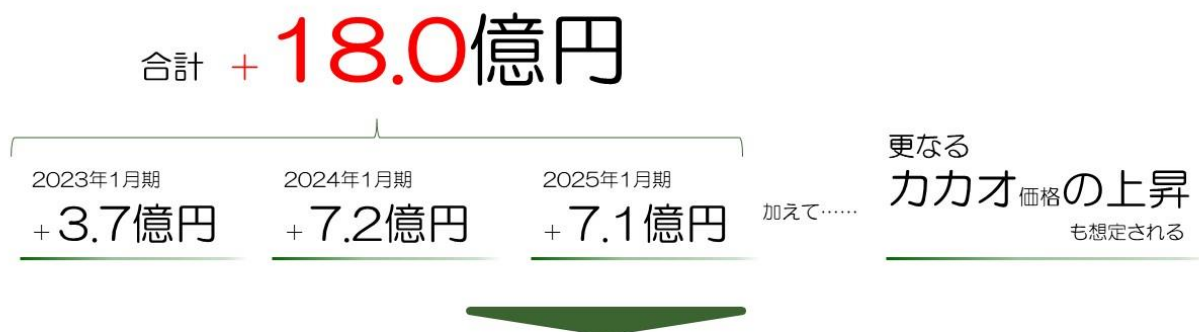 合計 + 18.0億円
2023年1月期
+3.7億円
2024年1月期
+7.2億円
2025年1月期
+7.1億円
加えて……
更なる
カカオ価格の上昇
も想定される